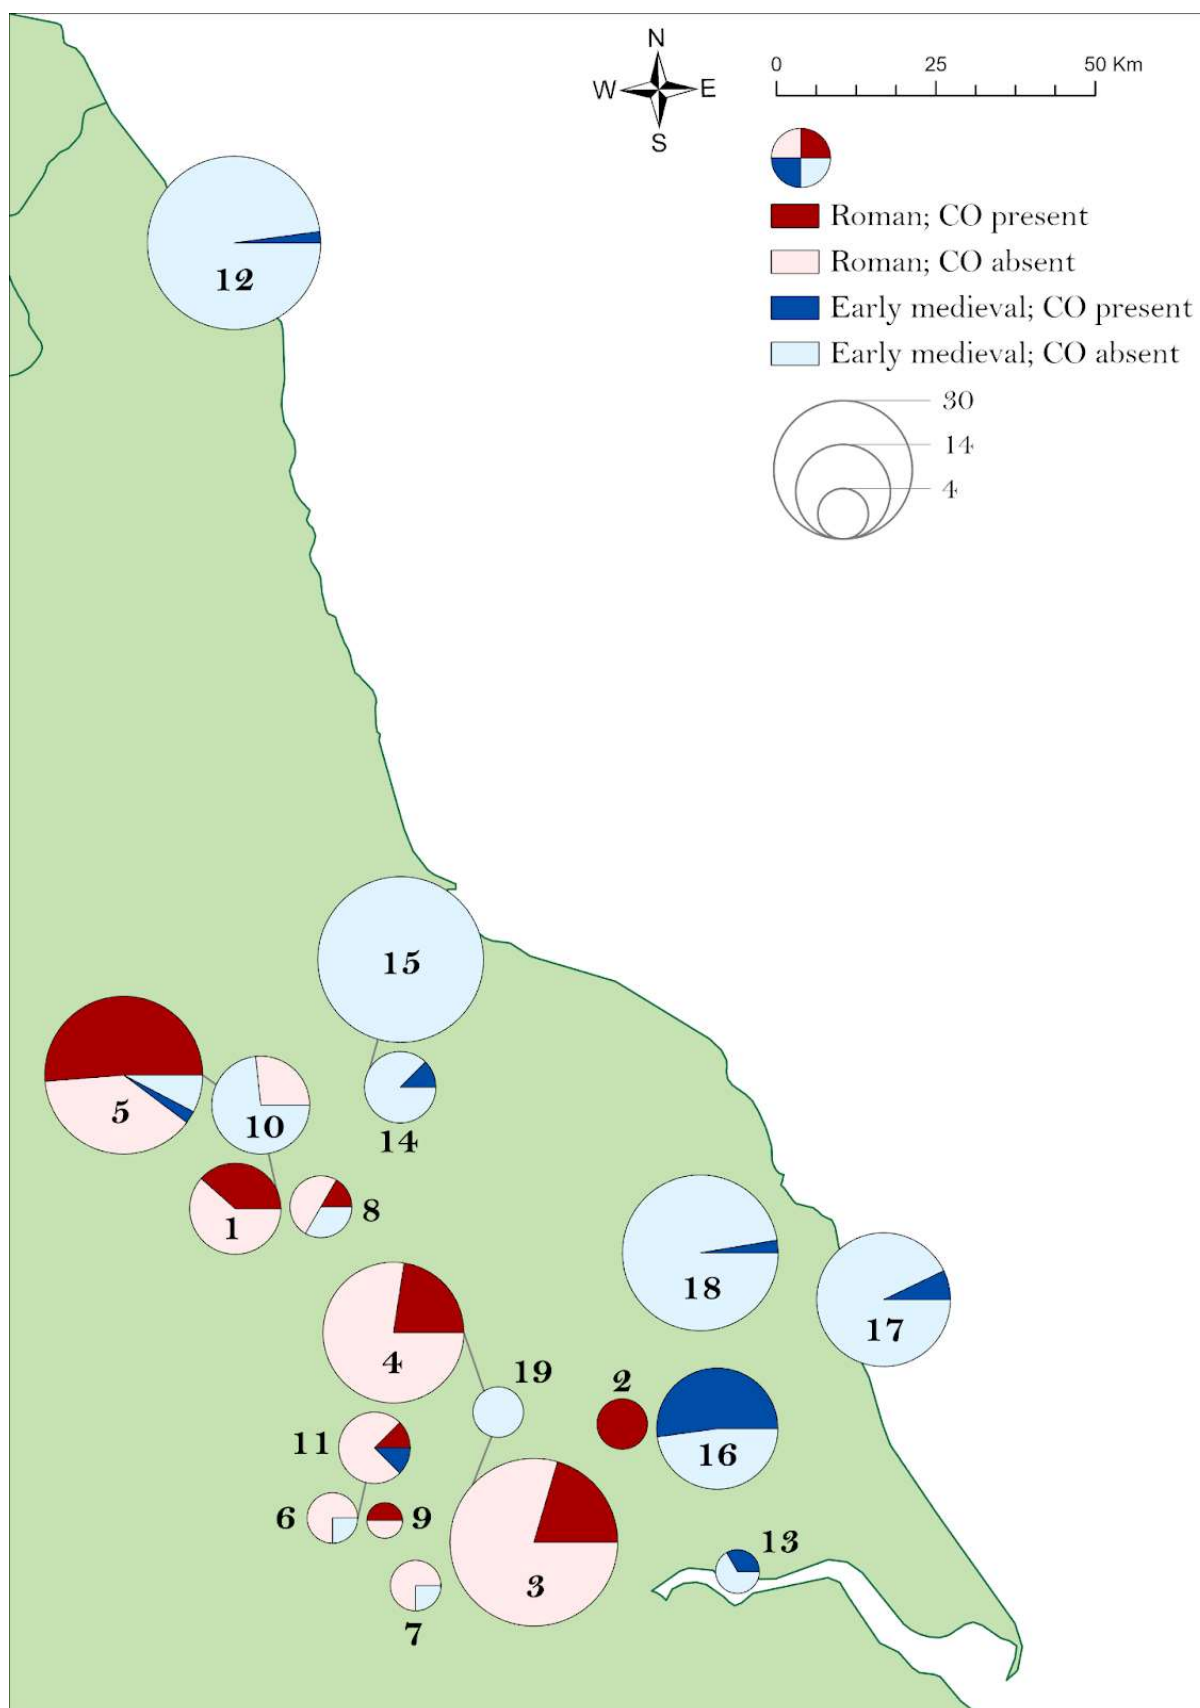 N
W E
S
0 25 50 Km
Roman; CO present
Roman; CO absent
Early medieval; CO present
Early medieval; CO absent
30
14
4
12
15
5
10
14
1
8
18
17
4
19
2
11
16
6
9
3
13
7